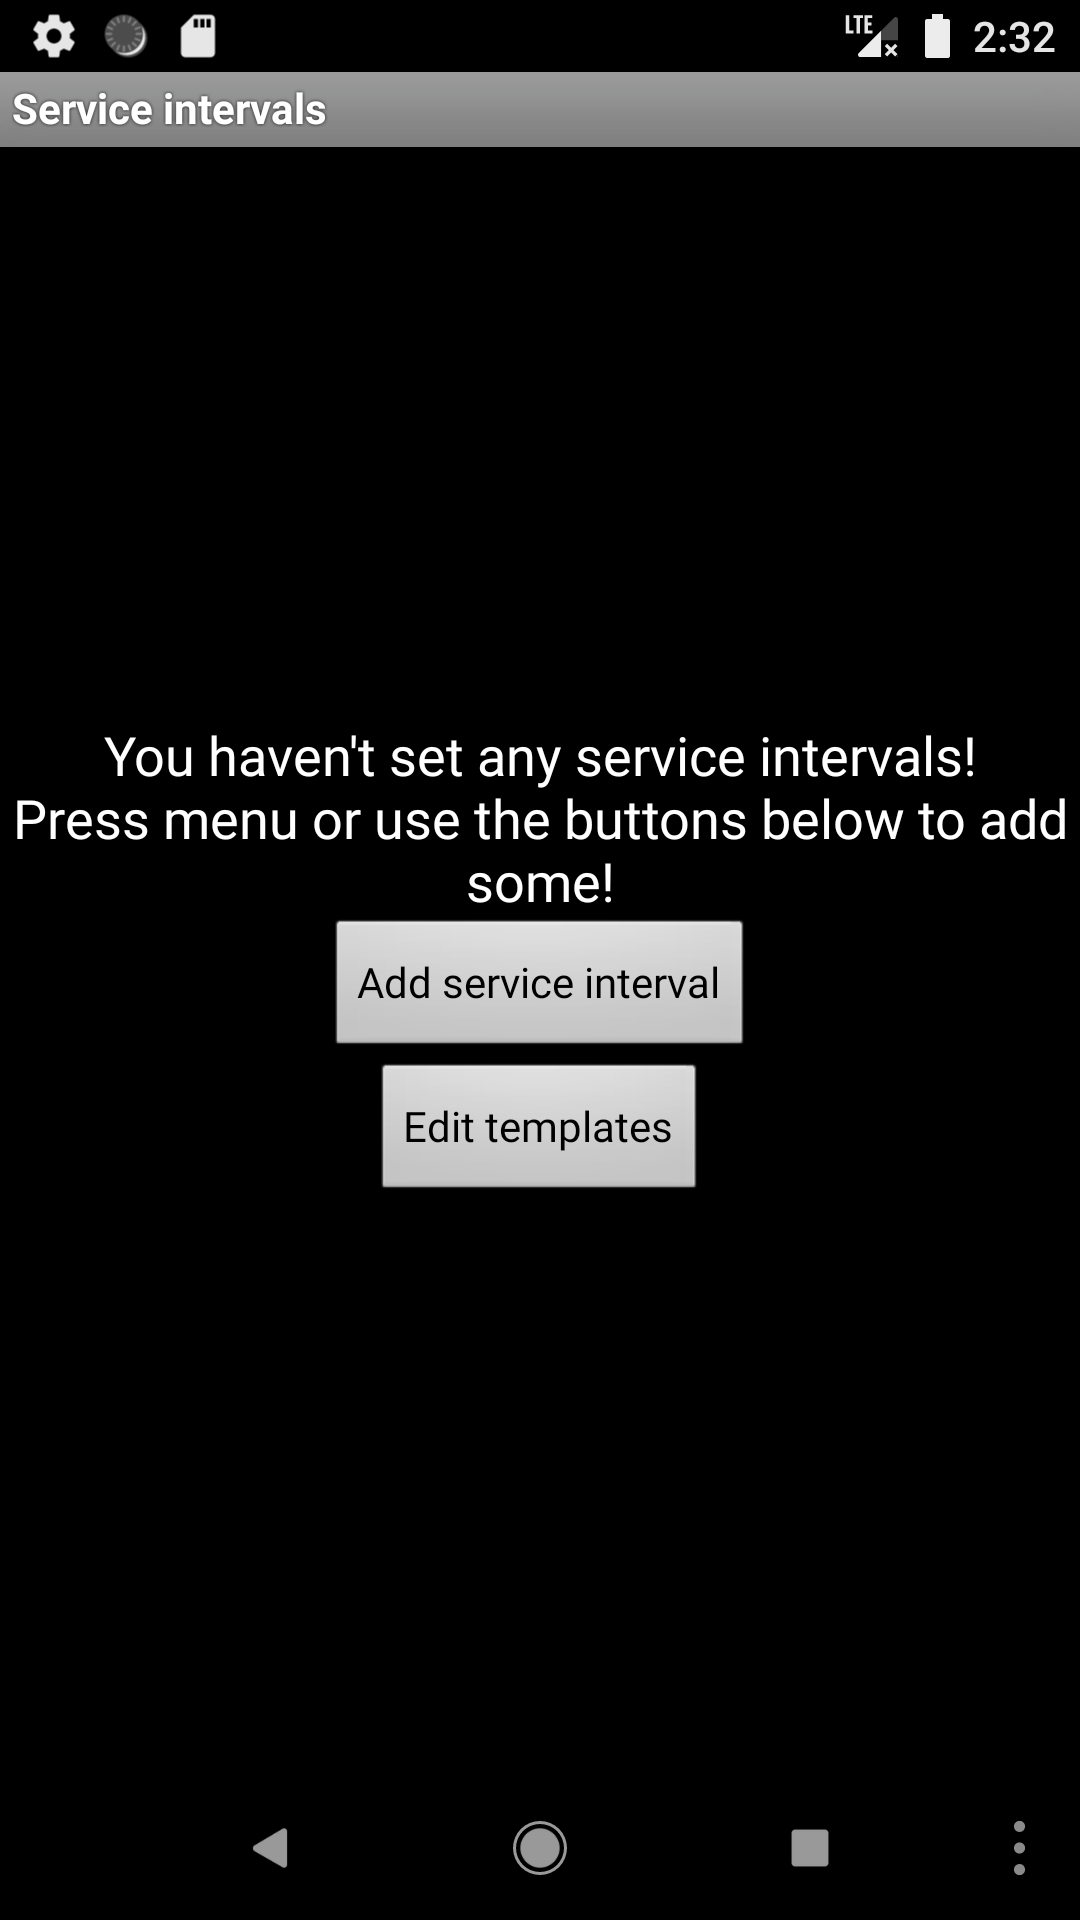 LTE 2:32
Service intervals
You haven't set any service intervals!
Press menu or use the buttons below to add
some!
Add service interval
Edit templates